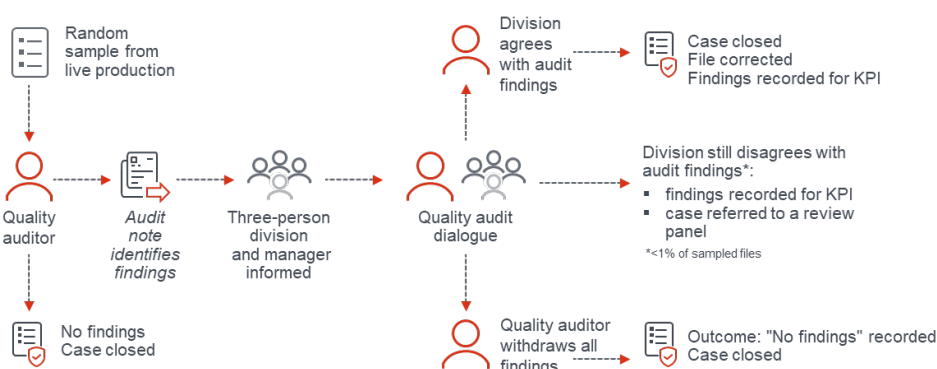 Random
sample from
live production
Division
agrees
with audit
findings
Case closed
File corrected
Findings recorded for KPI
Quality
auditor
Audit
note
identifies
findings
Three-person
division
and manager
informed
Quality audit
dialogue
Division still disagrees with
audit findings*:
▪ findings recorded for KPI
▪ case referred to a review
panel
*<1% of sampled files
No findings
Case closed
Quality auditor
withdraws all
findings
Outcome: "No findings" recorded
Case closed